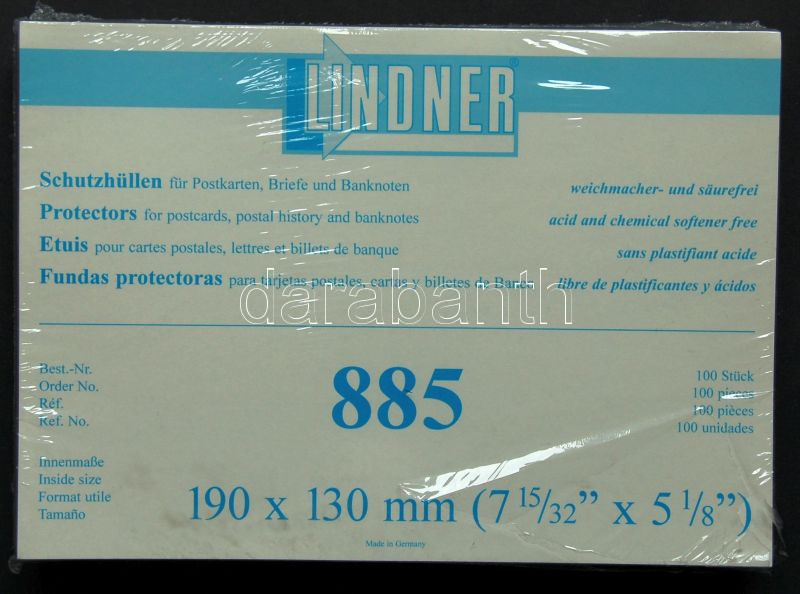 LINDNER®
Schutzhüllen für Postkarten, Briefe und Banknoten weichmacher- und säurefrei
Protectors for postcards, postal history and banknotes acid and chemical softener free
Etuis pour cartes postales, lettres et billets de banque sans plastifiant acide
Fundas protectoras para tarjetas postales, cartas y billetes de Banco libre de plastificantes y ácidos
darabanth
Best.-Nr.
Order No.
Réf.
Ref. No.
885
100 Stück
100 pieces
100 pièces
100 unidades
Innenmaße
Inside size
Format utile
Tamaño
190 x 130 mm (7 15/32” x 5 1/8”)
Made in Germany